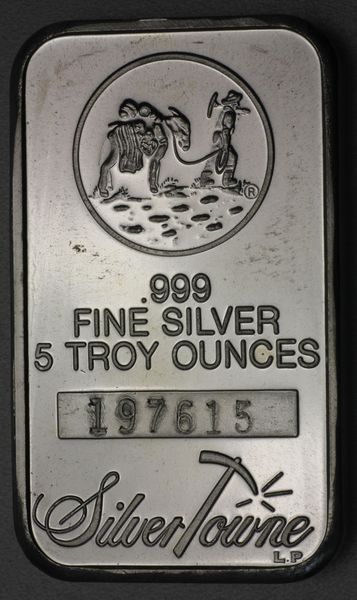 ®
.999
FINE SILVER
5 TROY OUNCES
197615
SilverTowne
L.P